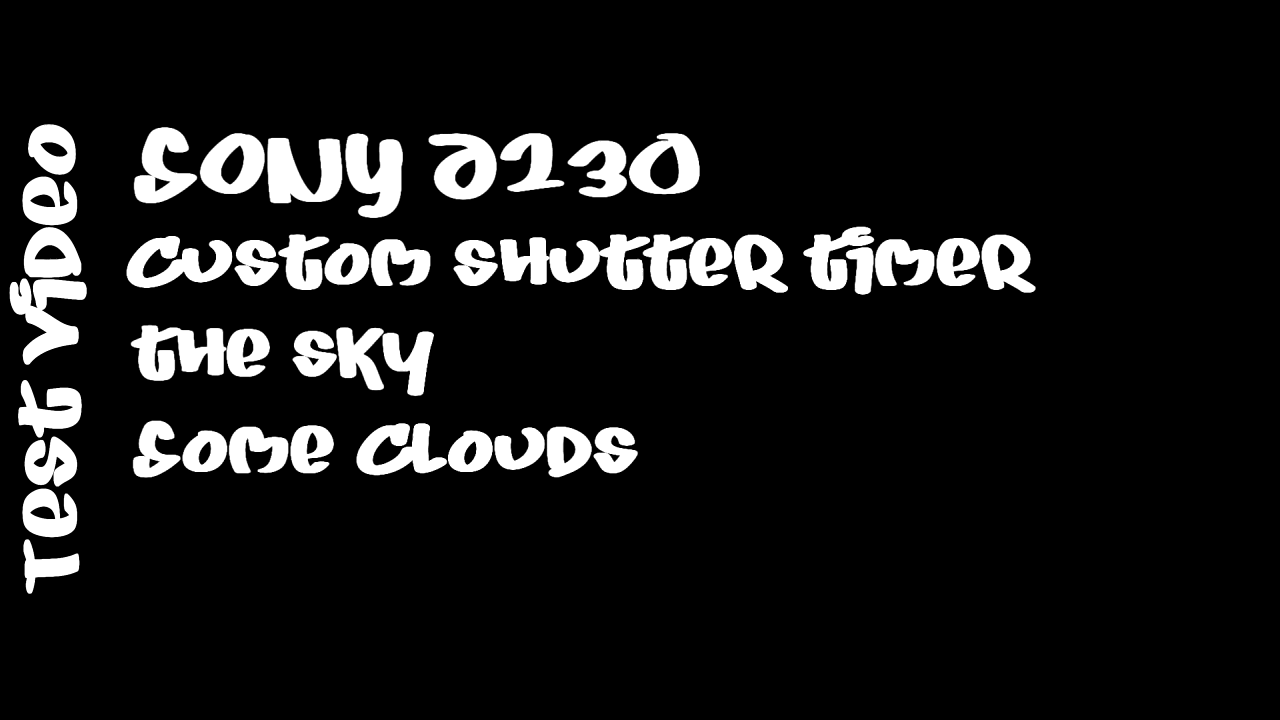 Test Video
SONY A230
Custom Shutter Timer
The Sky
Some Clouds